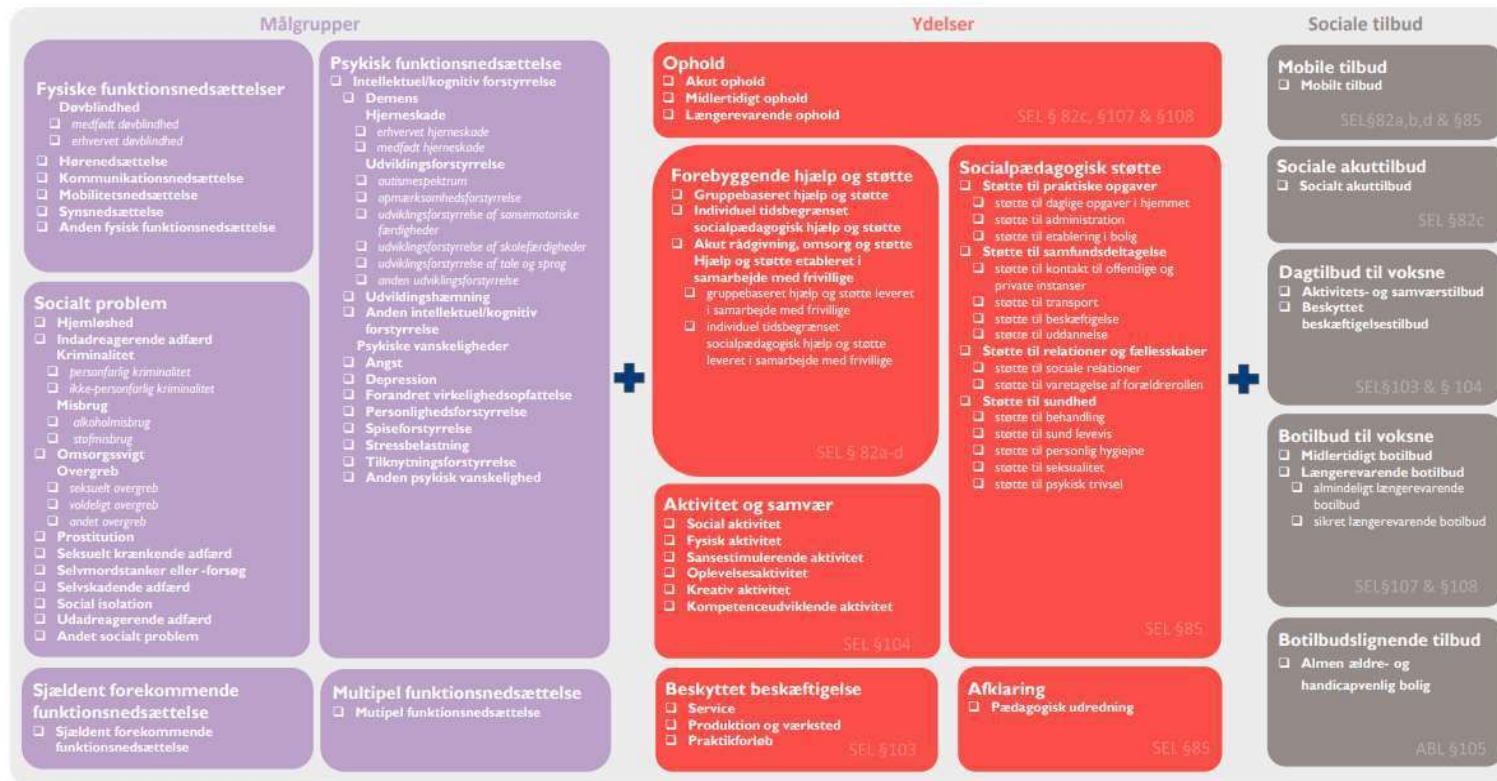 Målgrupper
Fysiske funktionsnedsættelser
Døvblindhed
medfødt døvblindhed
erhvervet døvblindhed
Hørenedsættelse
Kommunikationsnedsættelse
Mobilitetsnedsættelse
Synsnedsættelse
Anden fysisk funktionsnedsættelse
Socialt problem
Hjemløshed
Indadreagerende adfærd
Kriminalitet
personfarlig kriminalitet
ikke-personfarlig kriminalitet
Misbrug
alkoholmisbrug
stofmisbrug
Omsorgssvigt
Overgreb
seksuelt overgreb
voldeligt overgreb
andet overgreb
Prostitution
Seksuelt krænkende adfærd
Selvmordstanker eller -forsøg
Selvskadende adfærd
Social isolation
Udadreagerende adfærd
Andet socialt problem
Sjældent forekommende
funktionsnedsættelse
Sjældent forekommende
funktionsnedsættelse
Psykisk funktionsnedsættelse
Intellektuel/kognitiv forstyrrelse
Demens
Hjerneskade
erhvervet hjerneskade
medfødt hjerneskade
Udviklingsforstyrrelse
autismespektrum
opmærksomhedsforstyrrelse
udviklingsforstyrrelse af sansemotoriske
færdigheder
udviklingsforstyrrelse af skolefærdigheder
udviklingsforstyrrelse af tale og sprog
anden udviklingsforstyrrelse
Udvildingshæmning
Anden intellektuel/kognitiv
forstyrrelse
Psykiske vanskeligheder
Angst
Depression
Forandret virkelighedsopfattelse
Personlighedsforstyrrelse
Spiseforstyrrelse
Stressbelastning
Tilknytningsforstyrrelse
Anden psykisk vanskelighed
Multipel funktionsnedsættelse
Mutipel funktionsnedsættelse
Ydelser
Ophold
Akut ophold
Midlertidigt ophold
Længerevarende ophold
SEL § 82c, §107 & §108
Forebyggende hjælp og støtte
Gruppebaseret hjælp og støtte
Individuel tidsbegrænset
socialpædagogisk hjælp og støtte
Akut rådgivning, omsorg og støtte
Hjælp og støtte etableret i
samarbejde med frivillige
gruppebaseret hjælp og støtte leveret
i samarbejde med frivillige
individuel tidsbegrænset
socialpædagogisk hjælp og støtte
leveret i samarbejde med frivillige
SEL § 82a-d
Aktivitet og samvær
Social aktivitet
Fysisk aktivitet
Sansestimulerende aktivitet
Oplevelsesaktivitet
Kreativ aktivitet
Kompetenceudviklende aktivitet
SEL §104
Beskyttet beskæftigelse
Service
Produktion og værksted
Praktikforløb
SEL §103
Socialpædagogisk støtte
Støtte til praktiske opgaver
støtte til daglige opgaver i hjemmet
støtte til administration
støtte til etablering i bolig
Støtte til samfundsdeltagelse
støtte til kontakt til offentlige og
private instanser
støtte til transport
støtte til beskæftigelse
støtte til uddannelse
Støtte til relationer og fællesskaber
støtte til sociale relationer
støtte til varetagelse af forældrerollen
Støtte til sundhed
støtte til behandling
støtte til sund levevis
støtte til personlig hygiejne
støtte til seksualitet
støtte til psykisk trivsel
SEL §85
Afklaring
Pædagogisk udredning
SEL §85
Sociale tilbud
Mobile tilbud
Mobilt tilbud
SEL§82a,b,d & §85
Sociale akuttilbud
Socialt akuttilbud
SEL §82c
Dagtilbud til voksne
Aktivitets- og samværstilbud
Beskyttet
beskæftigelsestilbud
SEL§103 & § 104
Botilbud til voksne
Midlertidigt botilbud
Længerevarende botilbud
almindeligt længerevarende
botilbud
sikret længerevarende botilbud
SEL§107 & §108
Botilbudslignende tilbud
Almen ældre- og
handicapvenlig bolig
ABL §105